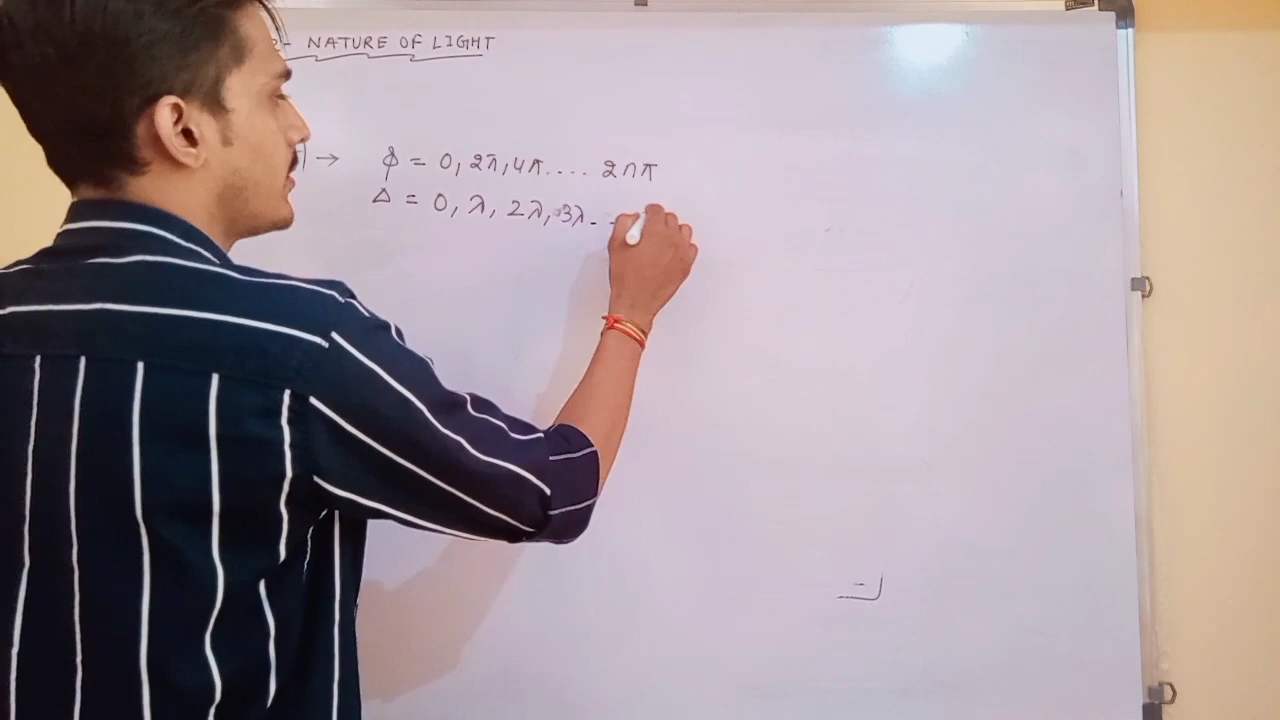 - NATURE OF LIGHT
→ ϕ = 0, 2π, 4π.... 2nπ
Δ = 0, λ, 2λ, 3λ- -